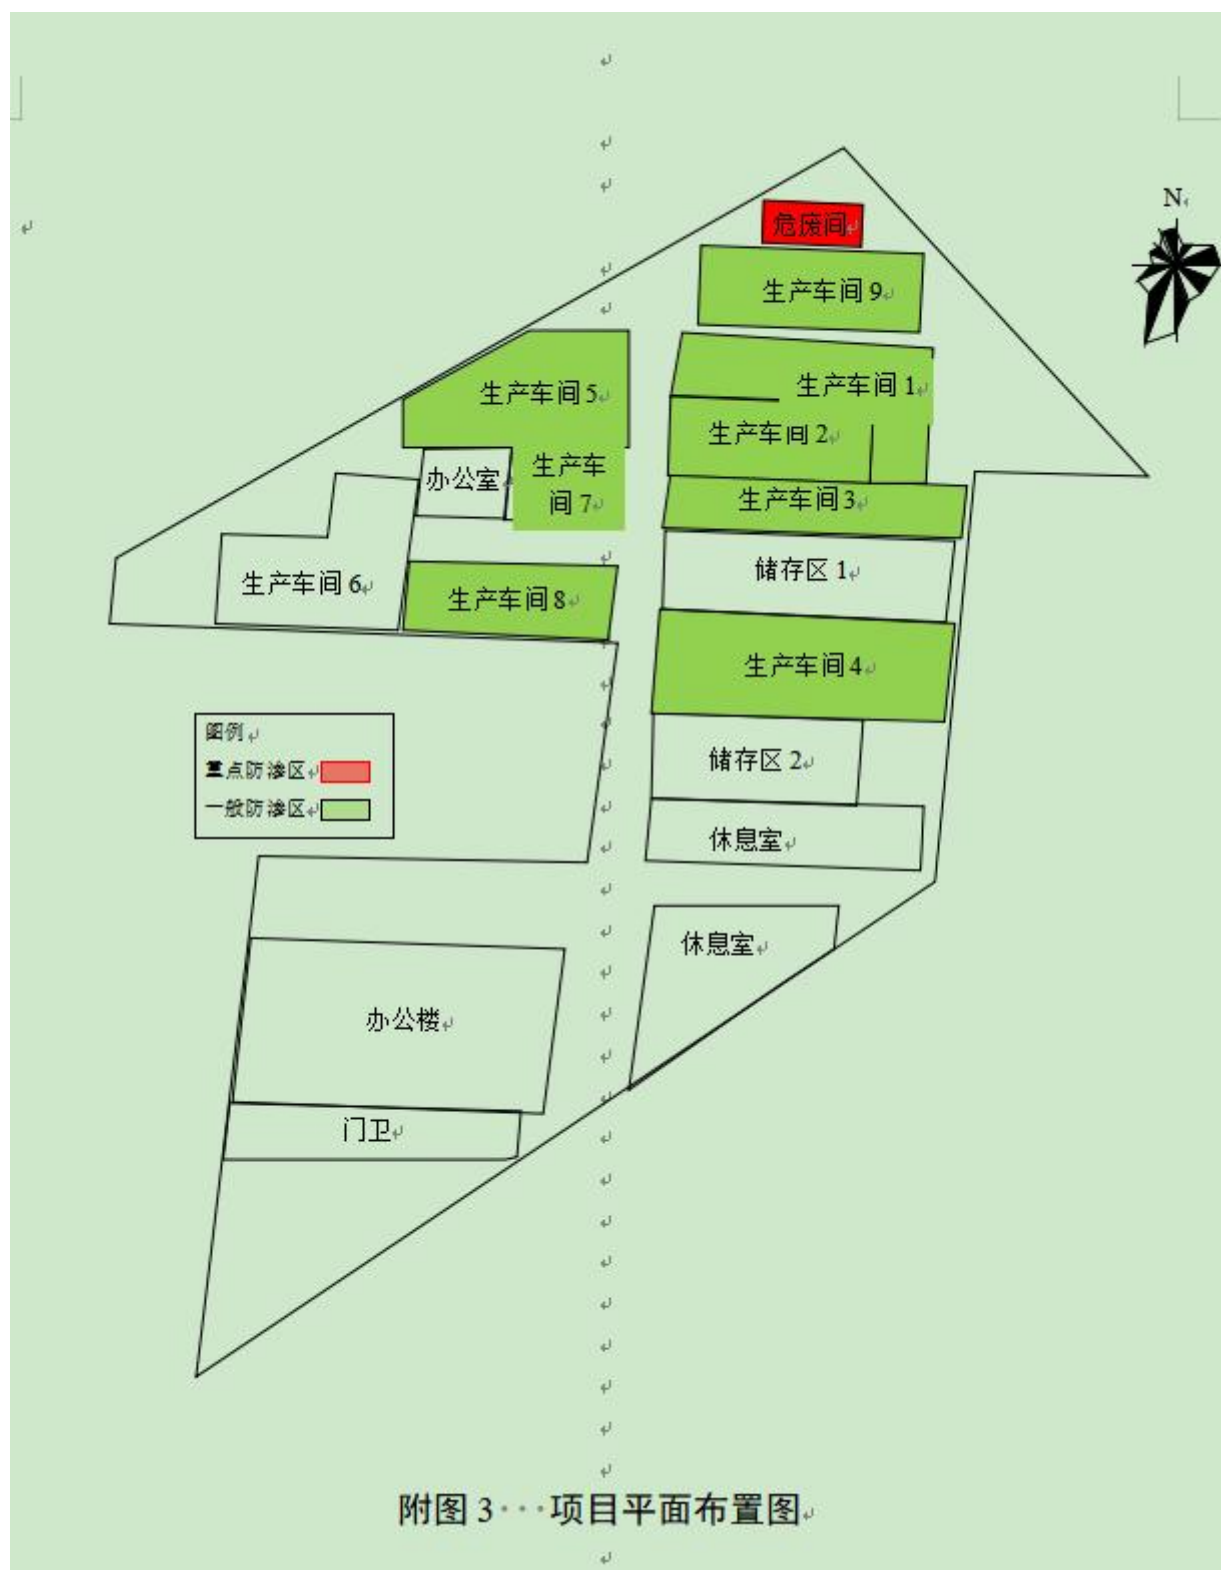 N
危废间
生产车间 9
生产车间 5
生产车间 1
生产车间 2
办公室
生产车
间 7
生产车间 3
生产车间 6
生产车间 8
储存区 1
生产车间 4
图例
重点防渗区
一般防渗区
储存区 2
休息室
休息室
办公楼
门卫
附图 3···项目平面布置图